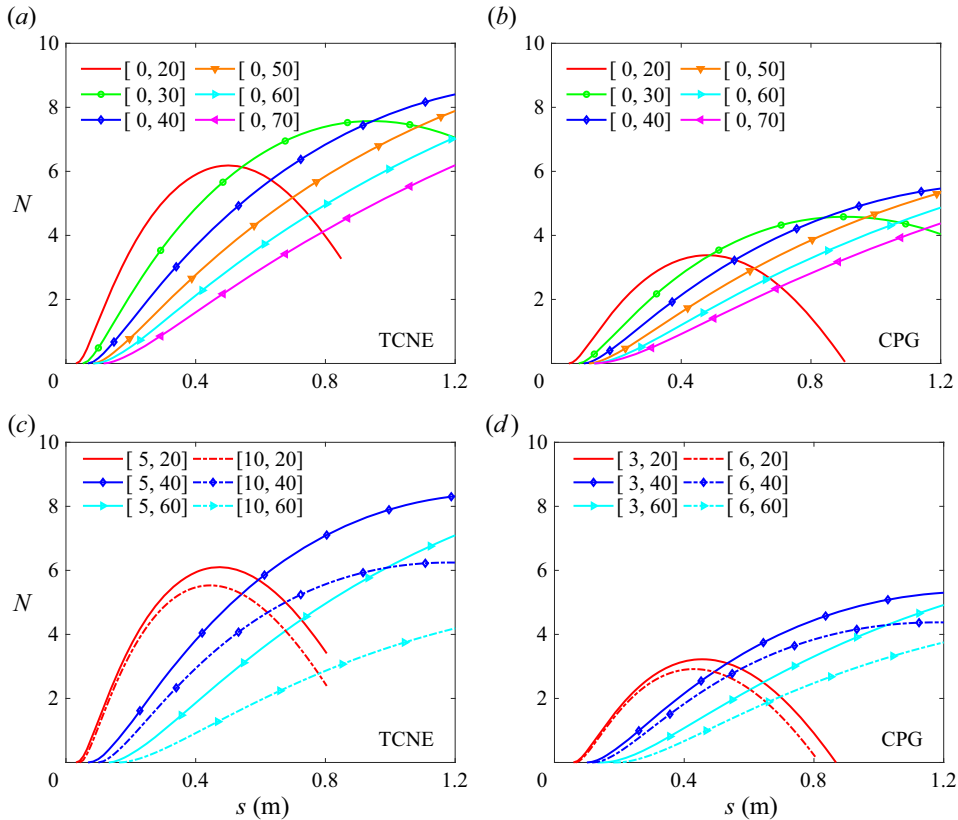 (a)
10
8
6
4
2
N
[ 0, 20] [ 0, 50]
[ 0, 30] [ 0, 60]
[ 0, 40] [ 0, 70]
TCNE
0 0.4 0.8 1.2
(b)
10
8
6
4
2
[ 0, 20] [ 0, 50]
[ 0, 30] [ 0, 60]
[ 0, 40] [ 0, 70]
CPG
0 0.4 0.8 1.2
(c)
10
8
6
4
2
N
[ 5, 20] [10, 20]
[ 5, 40] [10, 40]
[ 5, 60] [10, 60]
TCNE
0 0.4 0.8 1.2
s (m)
(d)
10
8
6
4
2
[ 3, 20] [ 6, 20]
[ 3, 40] [ 6, 40]
[ 3, 60] [ 6, 60]
CPG
0 0.4 0.8 1.2
s (m)